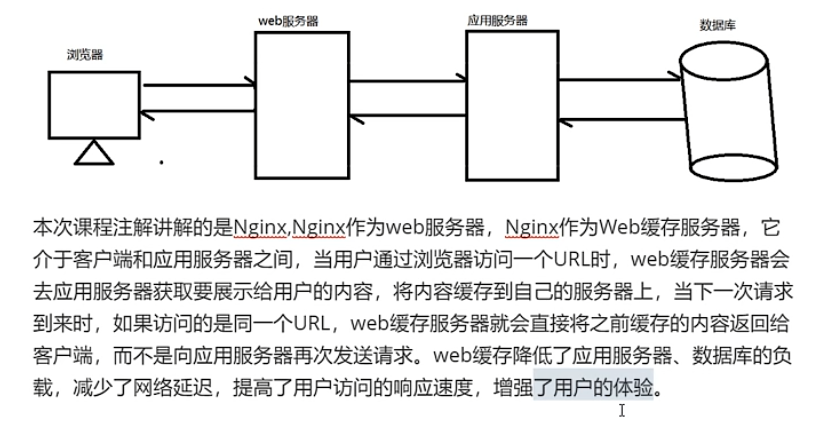 浏览器
web服务器
应用服务器
数据库
本次课程注解讲解的是Nginx,Nginx作为web服务器，Nginx作为Web缓存服务器，它
介于客户端和应用服务器之间，当用户通过浏览器访问一个URL时，web缓存服务器会
去应用服务器获取要展示给用户的内容，将内容缓存到自己的服务器上，当下一次请求
到来时，如果访问的是同一个URL，web缓存服务器就会直接将之前缓存的内容返回给
客户端，而不是向应用服务器再次发送请求。web缓存降低了应用服务器、数据库的负
载，减少了网络延迟，提高了用户访问的响应速度，增强了用户的体验。